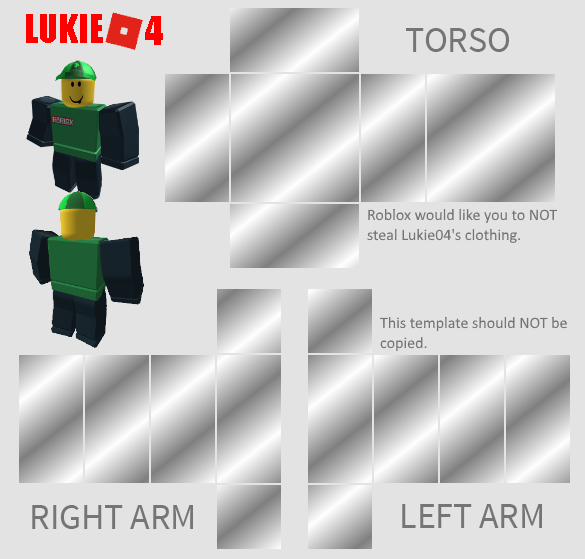 LUKIE 4
TORSO
ROBLOX
Roblox would like you to NOT
steal Lukie04's clothing.
This template should NOT be
copied.
RIGHT ARM
LEFT ARM